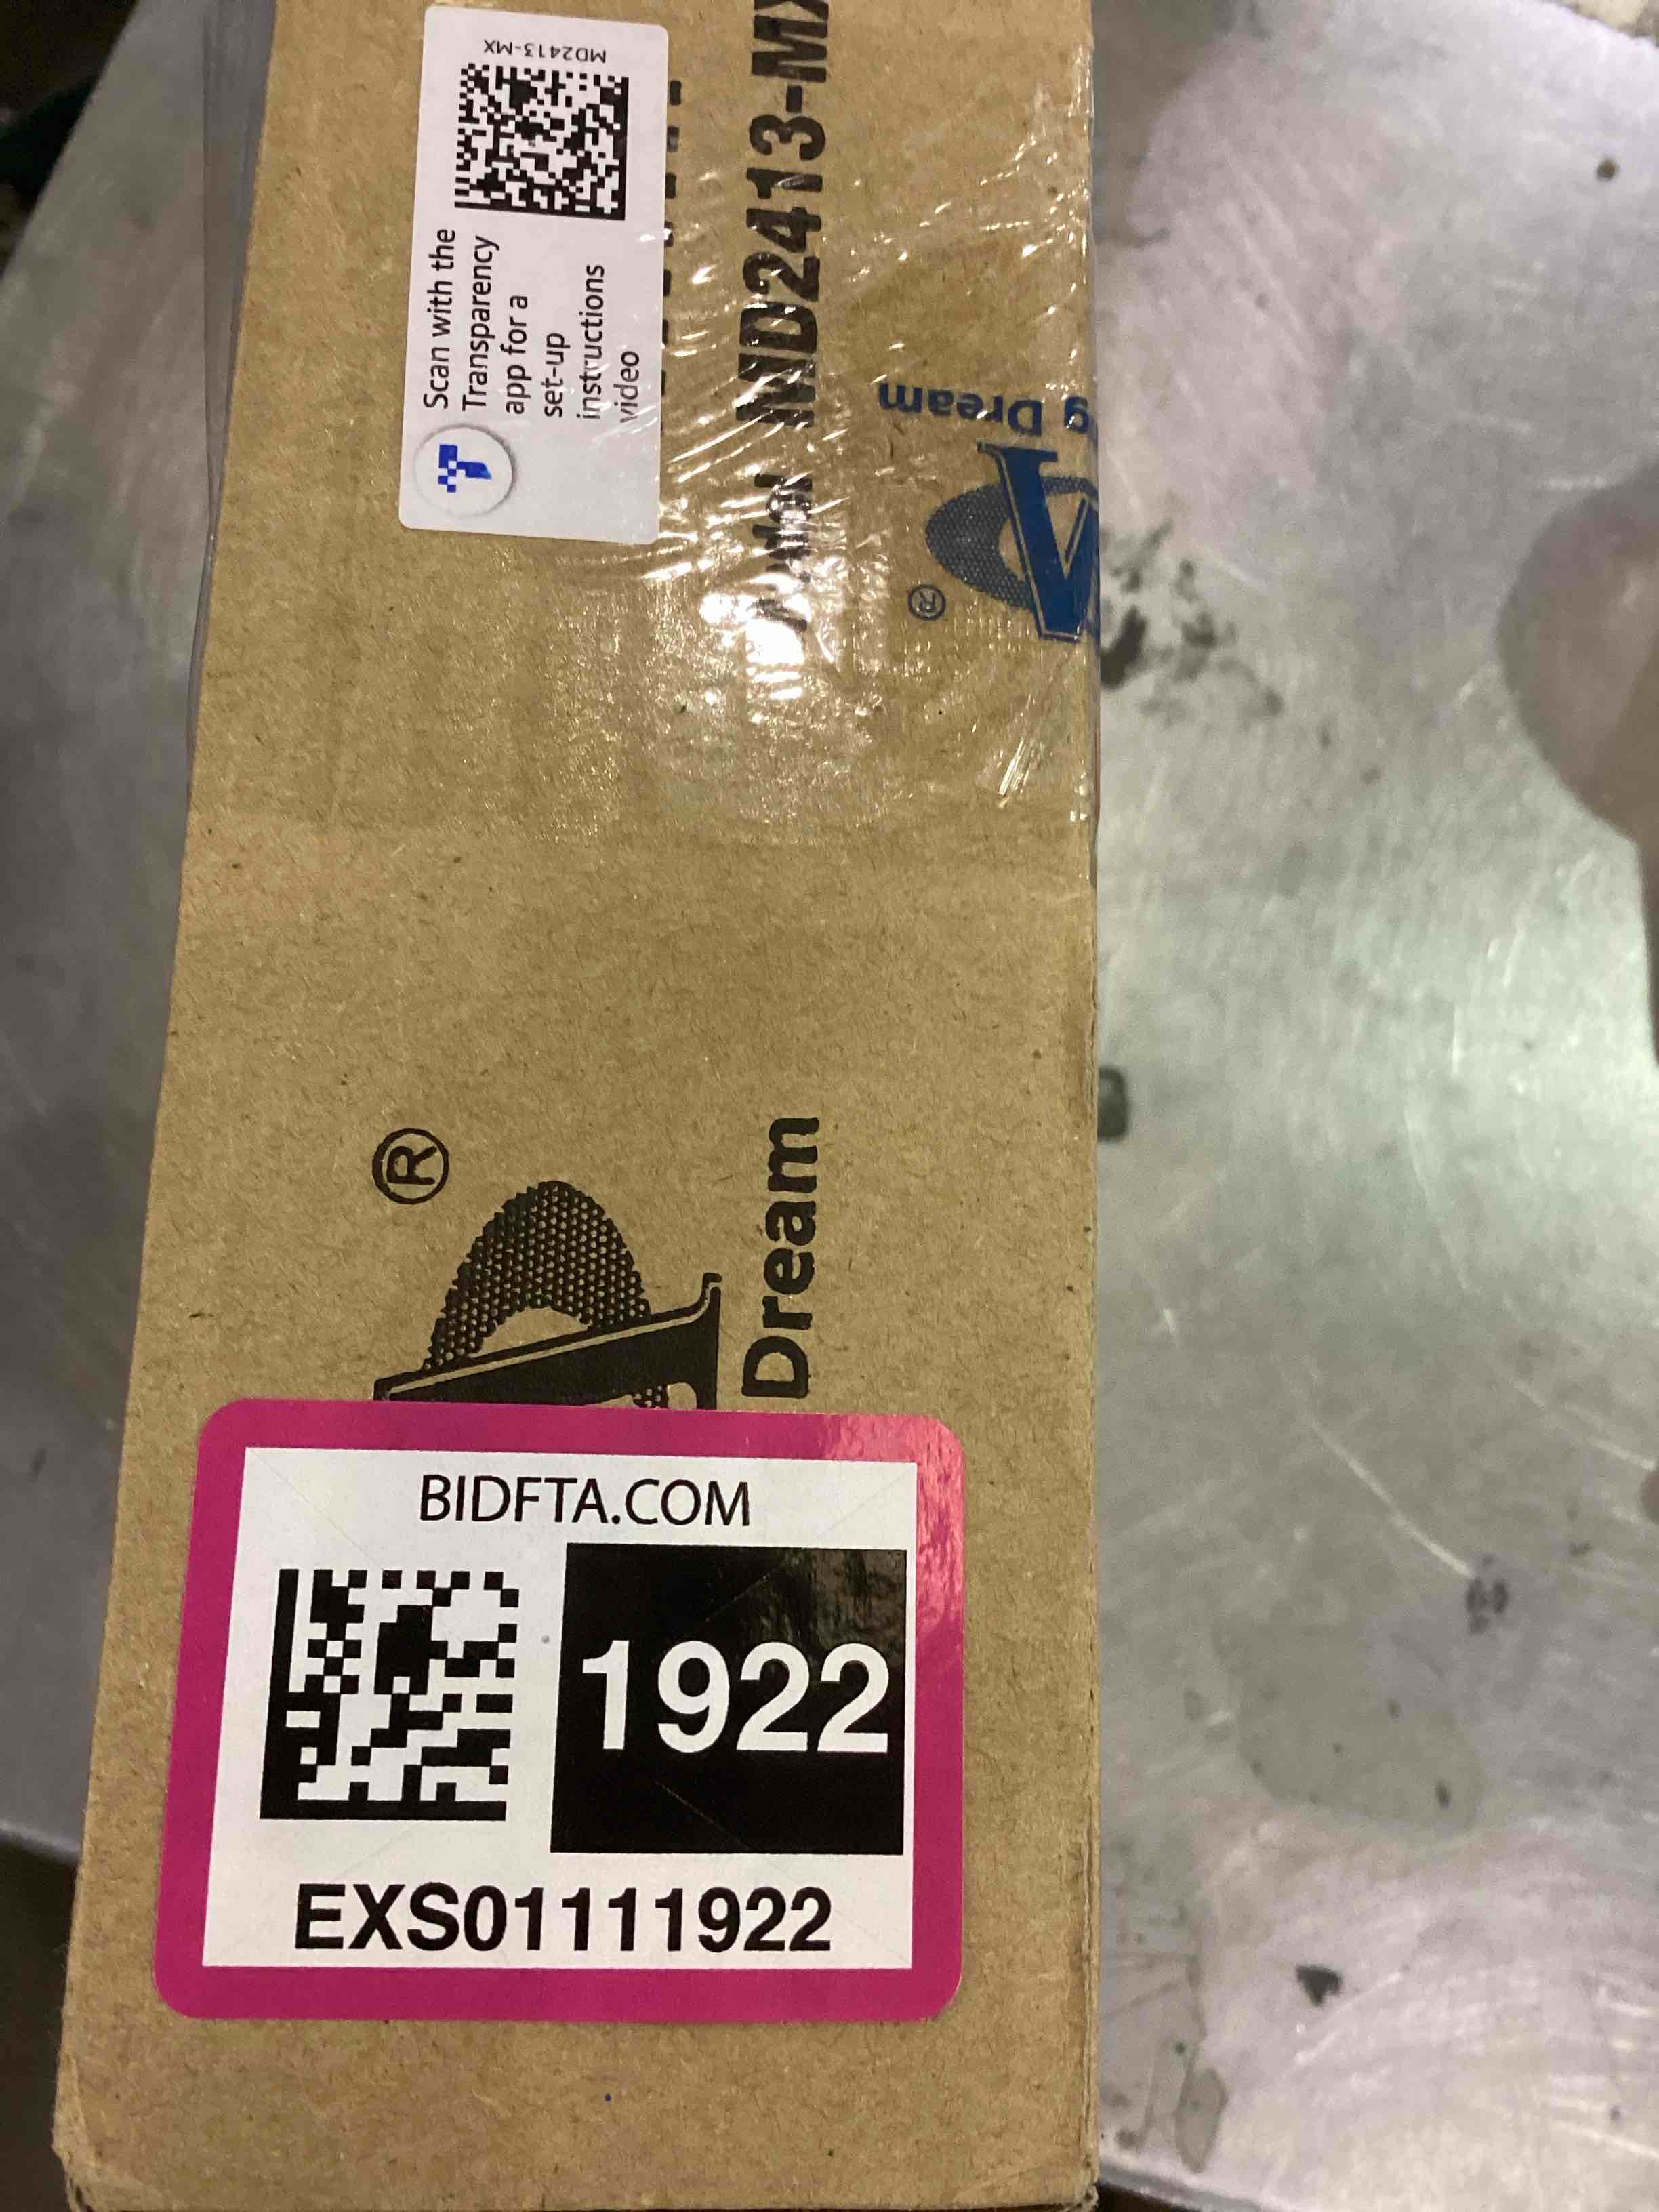 MD2413-MX
Scan with the
Transparency
app for a
set-up
instructions
video
MD2413-MX
g Dream
®
®
Dream
BIDFTA.COM
1922
EXS01111922